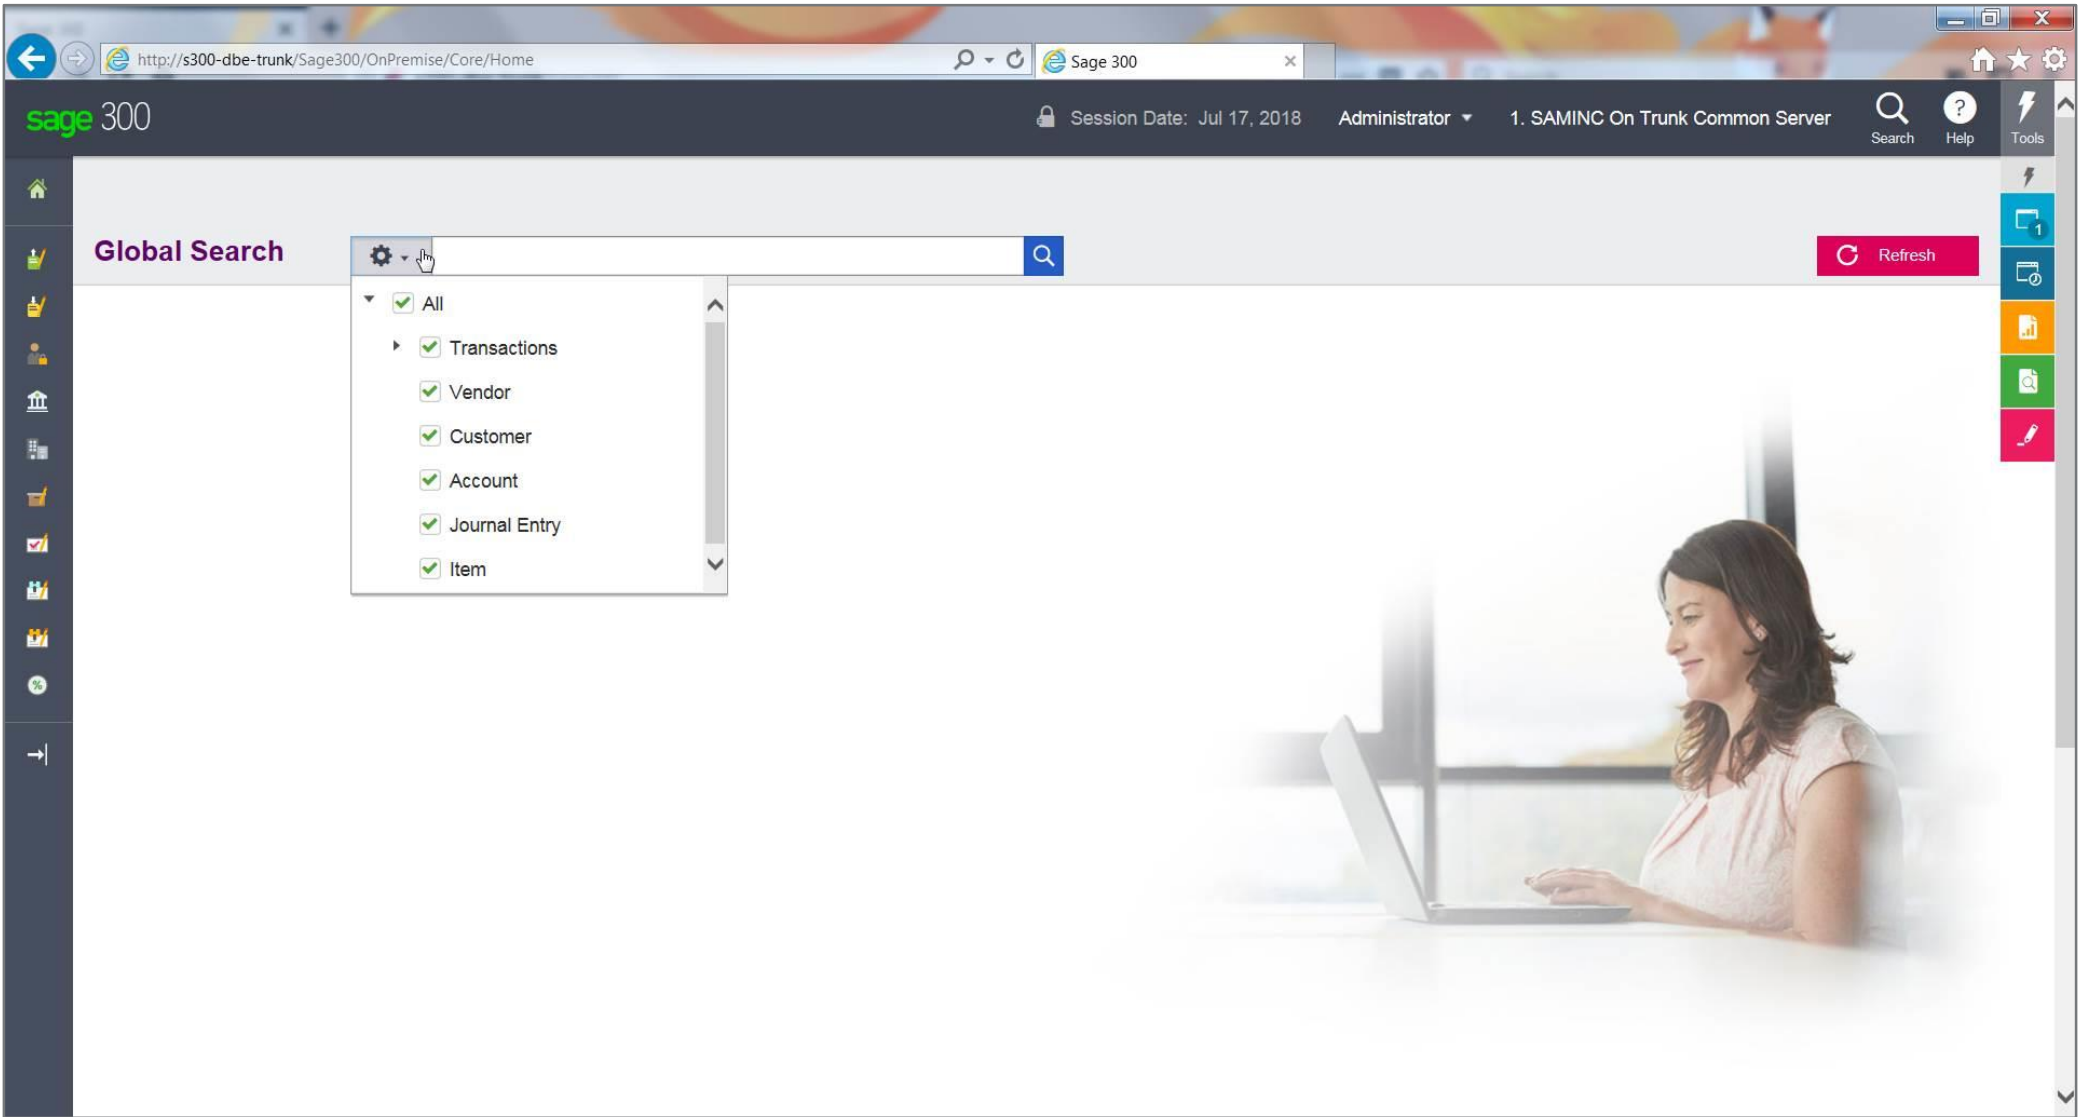 http://s300-dbe-trunk/Sage300/OnPremise/Core/Home
Sage 300
sage 300
Session Date: Jul 17, 2018
Administrator
1. SAMINC On Trunk Common Server
Search
Help
Tools
1
Global Search
Refresh
All
Transactions
Vendor
Customer
Account
Journal Entry
Item